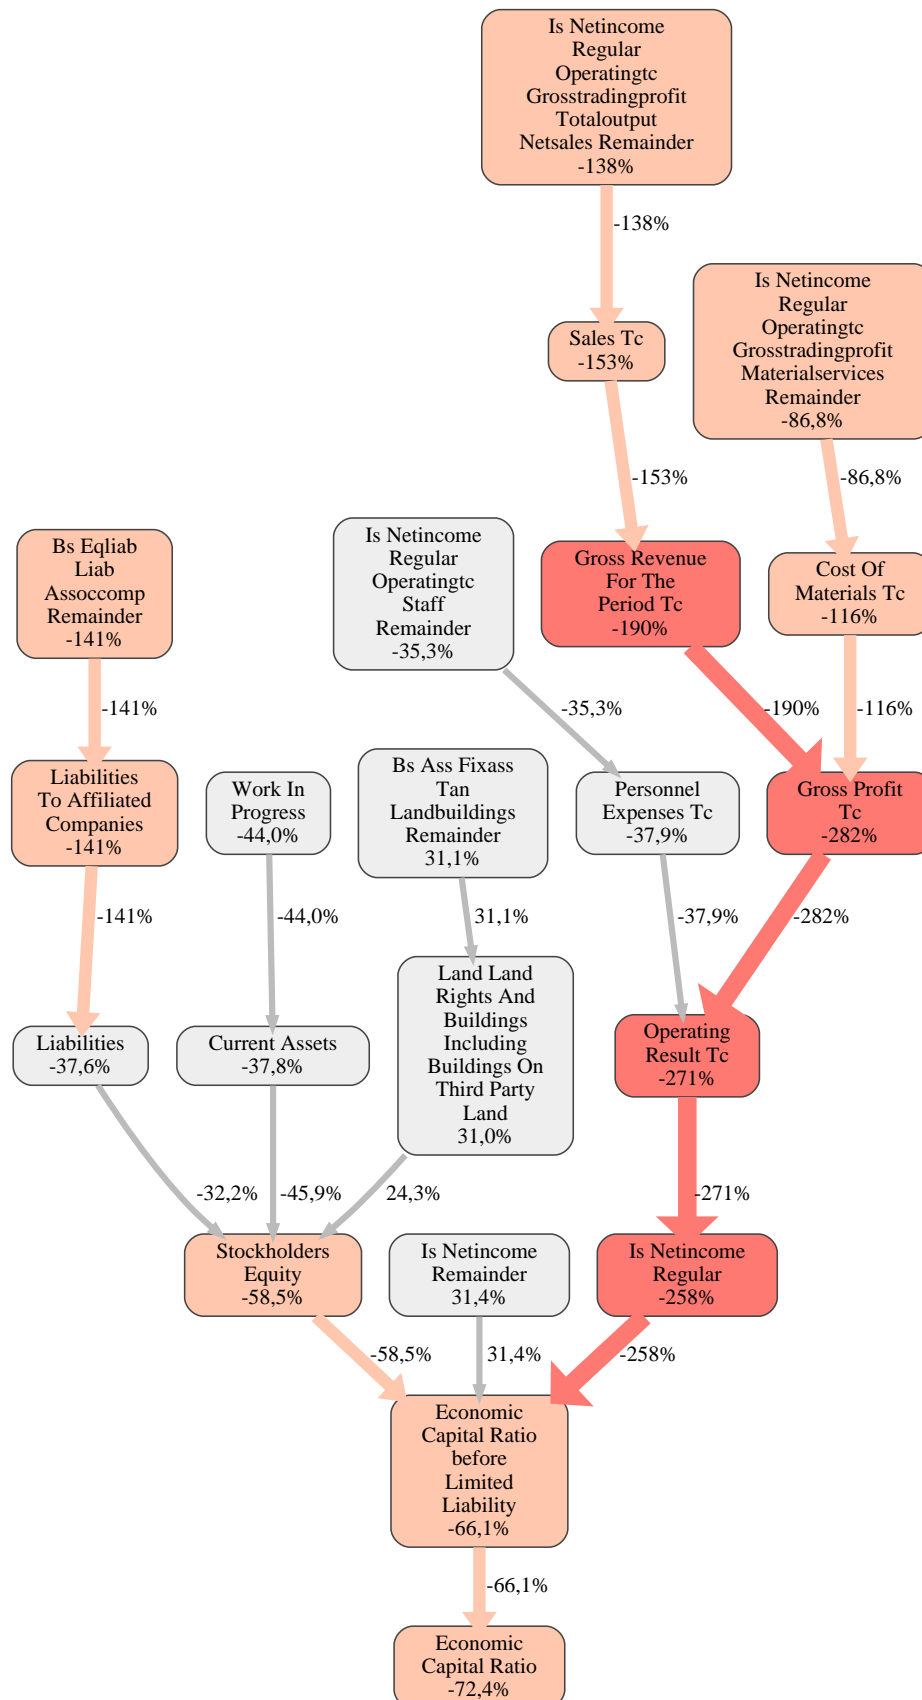 Is Netincome
Regular
Operatingtc
Grosstradingprofit
Totaloutput
Netsales Remainder
-138%
-138%
Is Netincome
Regular
Operatingtc
Grosstradingprofit
Materialservices
Remainder
-86,8%
Sales Tc
-153%
-153%
-86,8%
Bs Eqliab
Liab
Assoccomp
Remainder
-141%
Is Netincome
Regular
Operatingtc
Staff
Remainder
-35,3%
Gross Revenue
For The
Period Tc
-190%
Cost Of
Materials Tc
-116%
-141%
-35,3%
-190%
-116%
Liabilities
To Affiliated
Companies
-141%
Work In
Progress
-44,0%
Bs Ass Fixass
Tan
Landbuildings
Remainder
31,1%
Personnel
Expenses Tc
-37,9%
Gross Profit
Tc
-282%
-141%
-44,0%
31,1%
-37,9%
-282%
Liabilities
-37,6%
Current Assets
-37,8%
Land Land
Rights And
Buildings
Including
Buildings On
Third Party
Land
31,0%
Operating
Result Tc
-271%
-32,2%
-45,9%
24,3%
-271%
Stockholders
Equity
-58,5%
Is Netincome
Remainder
31,4%
Is Netincome
Regular
-258%
-58,5%
31,4%
-258%
Economic
Capital Ratio
before
Limited
Liability
-66,1%
-66,1%
Economic
Capital Ratio
-72,4%